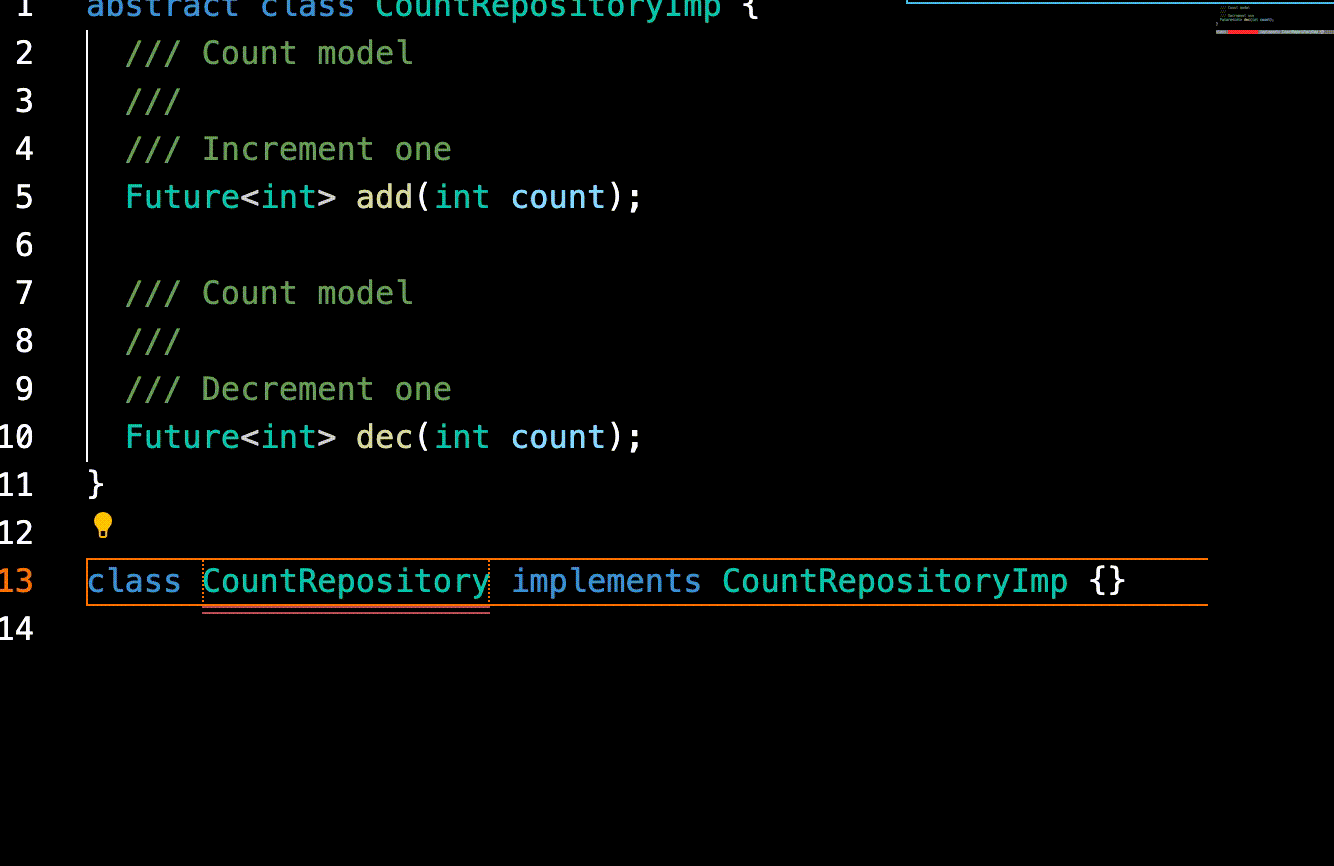 1 abstract class CountRepositoryImp {
2 /// Count model
3 ///
4 /// Increment one
5 Future<int> add(int count);
6
7 /// Count model
8 ///
9 /// Decrement one
10 Future<int> dec(int count);
11 }
12
13 class CountRepository implements CountRepositoryImp {}
14